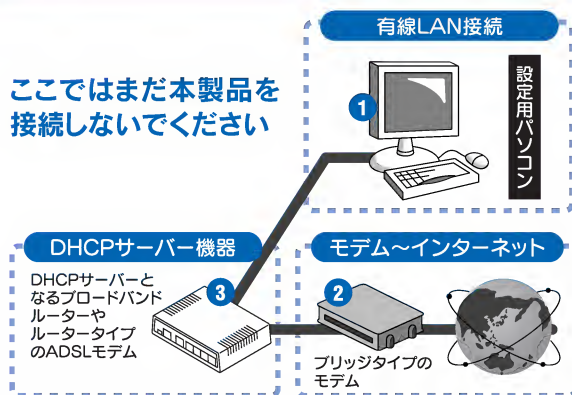 有線LAN接続
ここではまだ本製品を
接続しないでください
1
設定用パソコン
DHCPサーバー機器
モデム～インターネット
DHCPサーバーと
なるブロードバンド
ルーターや
ルータータイプ
のADSLモデム
3
2
ブリッジタイプの
モデム